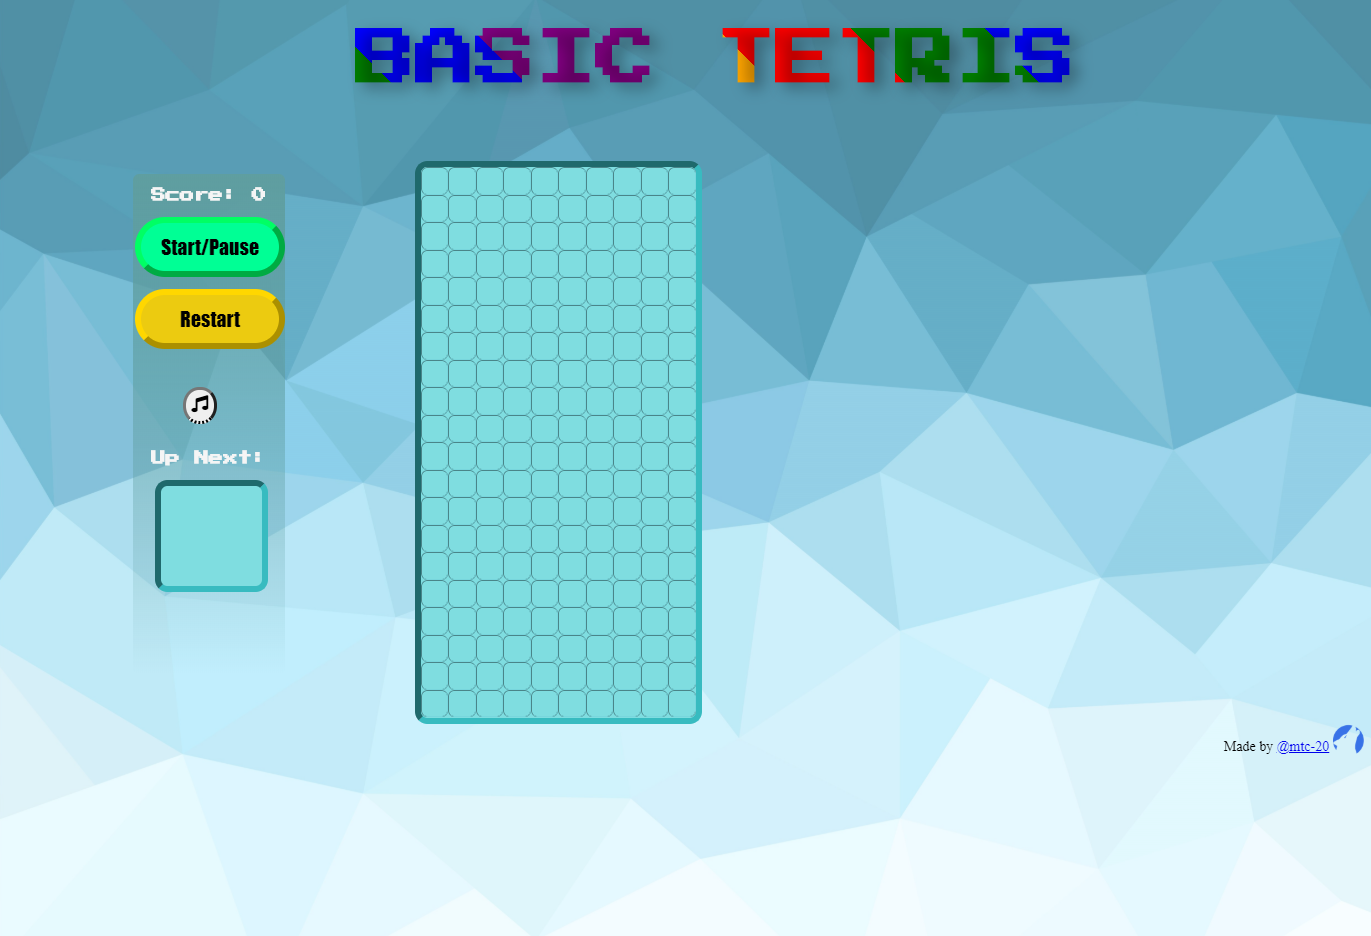 BASIC TETRIS
Score: 0
Start/Pause
Restart
Up Next:
Made by @mtc-20